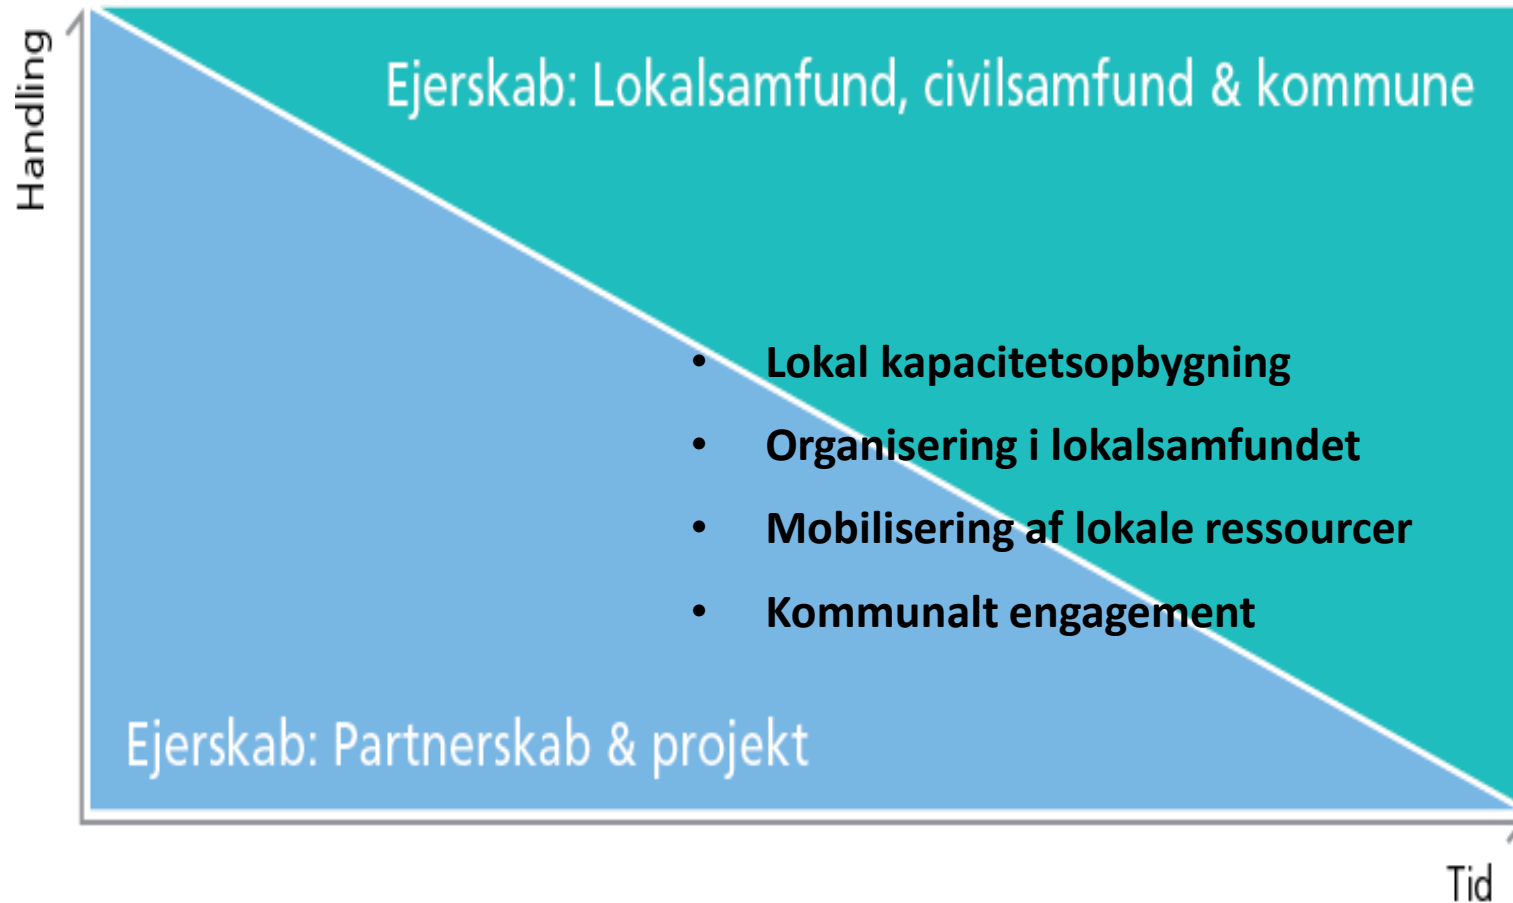 Handling
Ejerskab: Lokalsamfund, civilsamfund & kommune
• Lokal kapacitetsopbygning
• Organisering i lokalsamfundet
• Mobilisering af lokale ressourcer
• Kommunalt engagement
Ejerskab: Partnerskab & projekt
Tid